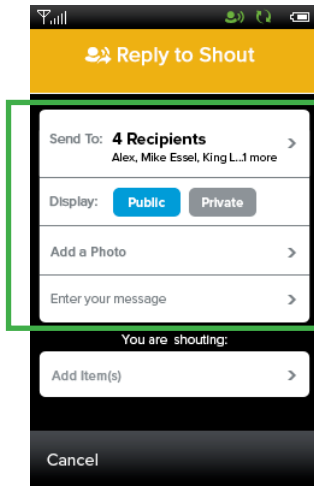 Reply to Shout
Send To: 4 Recipients
Alex, Mike Essel, King L...1 more
Display: Public Private
Add a Photo
Enter your message
You are shouting:
Add Item(s)
Cancel